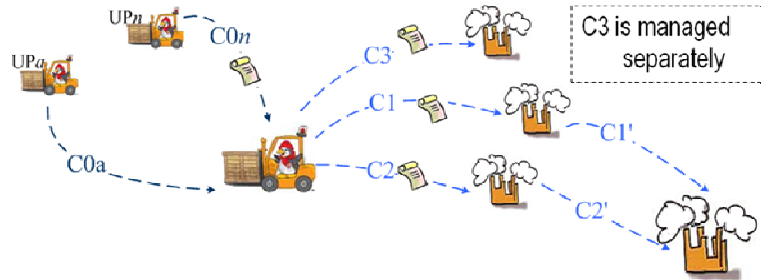 UPn
C0n
UPa
C0a
C3
C1
C2
C1'
C2'
C3 is managed
separately